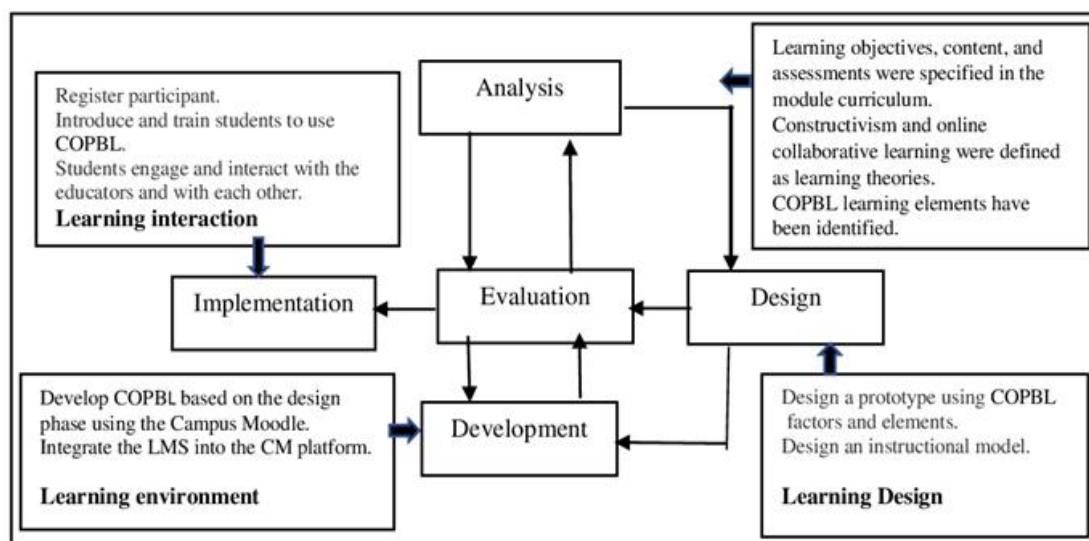 Analysis
Learning objectives, content, and
assessments were specified in the
module curriculum.
Constructivism and online
collaborative learning were defined
as learning theories.
COPBL learning elements have
been identified.
Register participant.
Introduce and train students to use
COPBL.
Students engage and interact with the
educators and with each other.
Learning interaction
Implementation
Evaluation
Design
Develop COPBL based on the design
phase using the Campus Moodle.
Integrate the LMS into the CM platform.
Learning environment
Development
Design a prototype using COPBL
factors and elements.
Design an instructional model.
Learning Design